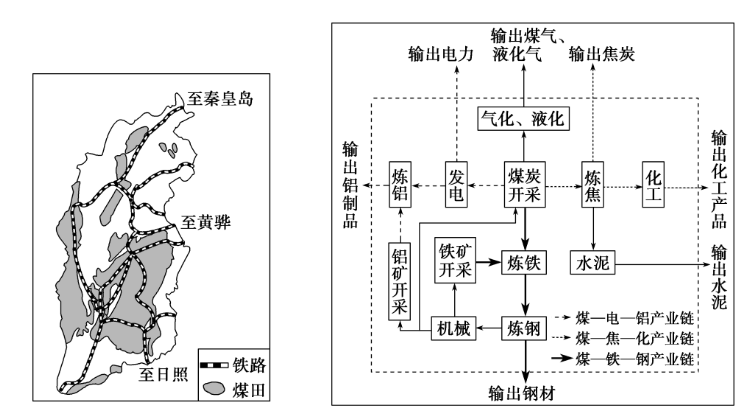 至秦皇岛
至黄骅
至日照
铁路
煤田
输出煤气、
液化气
输出电力
输出焦炭
气化、液化
输出铝制品
炼铝
发电
煤炭
开采
炼焦
化工
输出化工产品
铝矿开采
铁矿
开采
炼铁
水泥
输出水泥
机械
炼钢
煤—电—铝产业链
煤—焦—化产业链
煤—铁—钢产业链
输出钢材